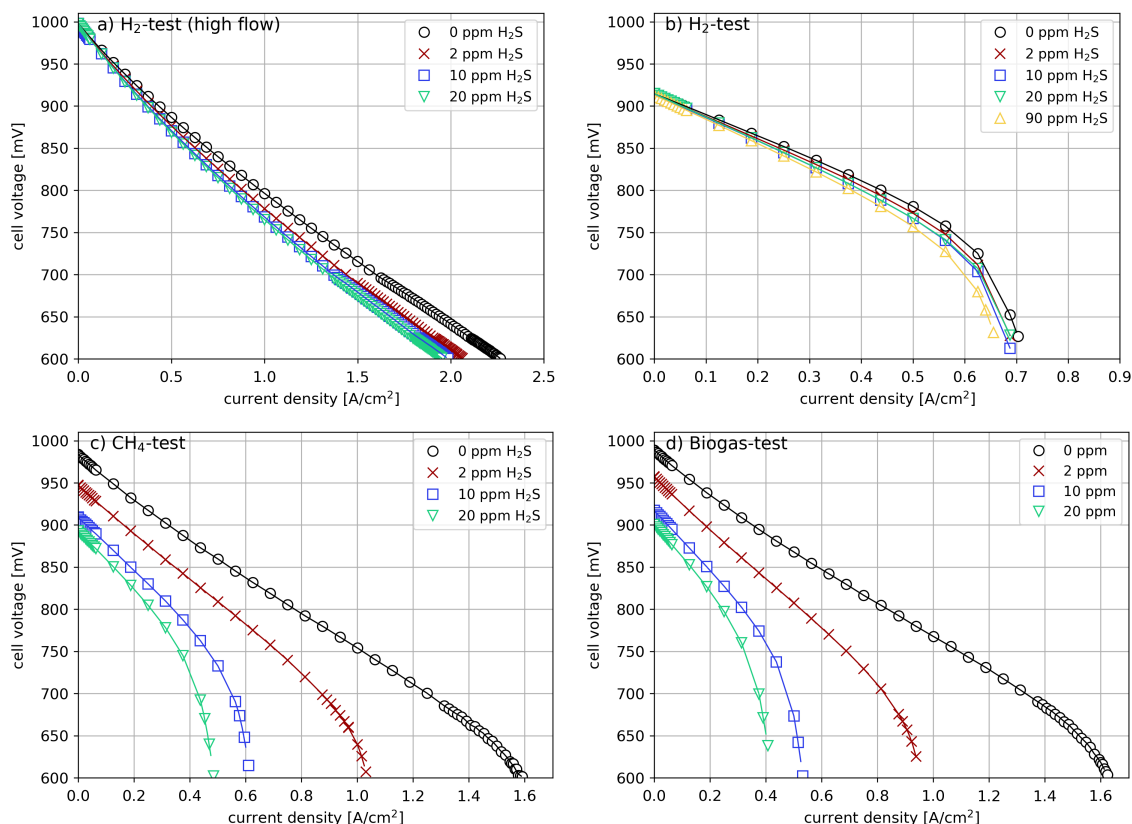 a) H₂-test (high flow)
0 ppm H₂S
2 ppm H₂S
10 ppm H₂S
20 ppm H₂S
cell voltage [mV]
1000
950
900
850
800
750
700
650
600
0.0 0.5 1.0 1.5 2.0 2.5
current density [A/cm²]
b) H₂-test
0 ppm H₂S
2 ppm H₂S
10 ppm H₂S
20 ppm H₂S
90 ppm H₂S
cell voltage [mV]
1000
950
900
850
800
750
700
650
600
0.0 0.1 0.2 0.3 0.4 0.5 0.6 0.7 0.8 0.9
current density [A/cm²]
c) CH₄-test
0 ppm H₂S
2 ppm H₂S
10 ppm H₂S
20 ppm H₂S
cell voltage [mV]
1000
950
900
850
800
750
700
650
600
0.0 0.2 0.4 0.6 0.8 1.0 1.2 1.4 1.6
current density [A/cm²]
d) Biogas-test
0 ppm
2 ppm
10 ppm
20 ppm
cell voltage [mV]
1000
950
900
850
800
750
700
650
600
0.0 0.2 0.4 0.6 0.8 1.0 1.2 1.4 1.6
current density [A/cm²]